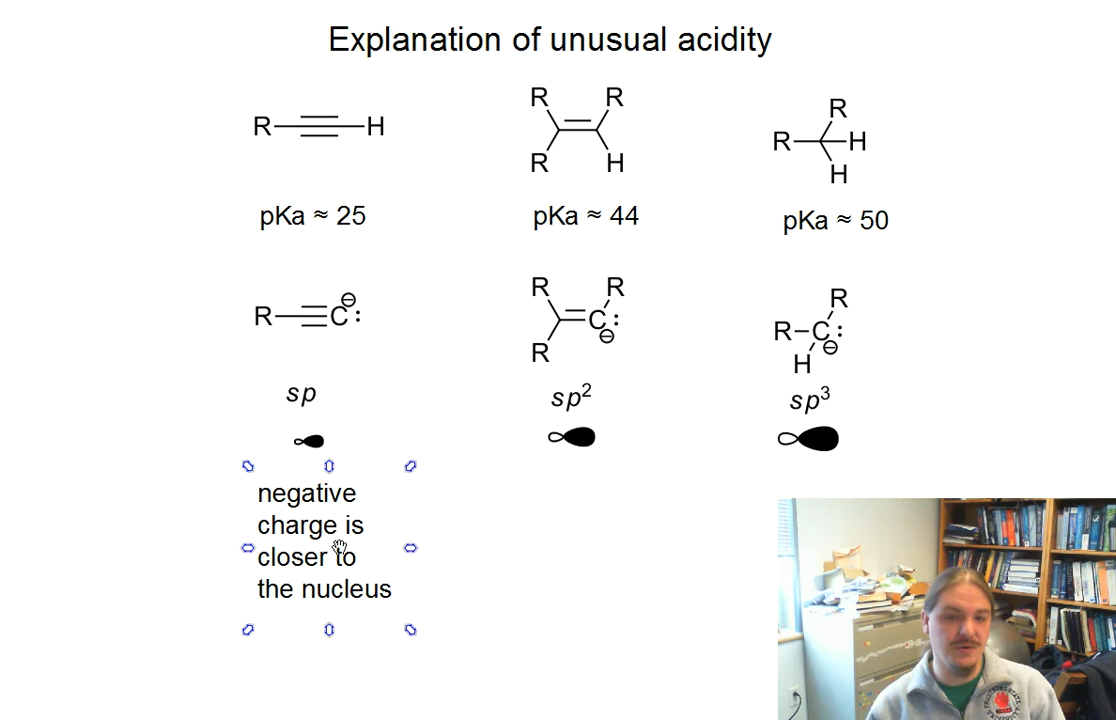 Explanation of unusual acidity
R H
R R
R H
R
R H
H
pKa ≈ 25
pKa ≈ 44
pKa ≈ 50
R C ⊖ :
R R
C : ⊖
R
R
R–C : ⊖
H
sp
sp²
sp³
negative
charge is
closer to
the nucleus